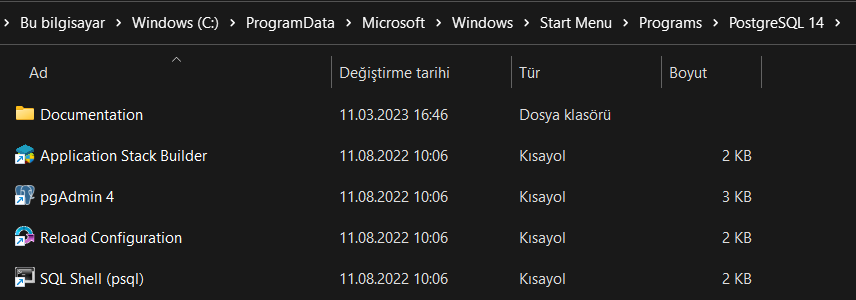 Bu bilgisayar > Windows (C:) > ProgramData > Microsoft > Windows > Start Menu > Programs > PostgreSQL 14 >
Ad Değiştirme tarihi Tür Boyut
Documentation 11.03.2023 16:46 Dosya klasörü
Application Stack Builder 11.08.2022 10:06 Kısayol 2 KB
pgAdmin 4 11.08.2022 10:06 Kısayol 3 KB
Reload Configuration 11.08.2022 10:06 Kısayol 2 KB
SQL Shell (psql) 11.08.2022 10:06 Kısayol 2 KB